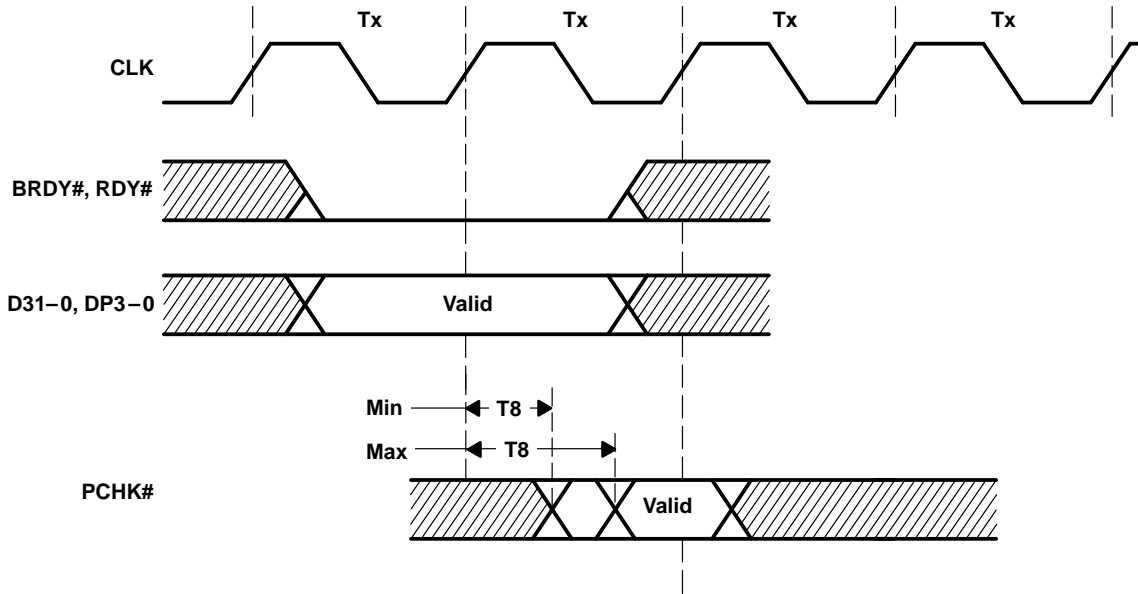 Tx Tx Tx Tx
CLK
BRDY#, RDY#
D31–0, DP3–0 Valid
Min T8
Max T8
PCHK# Valid